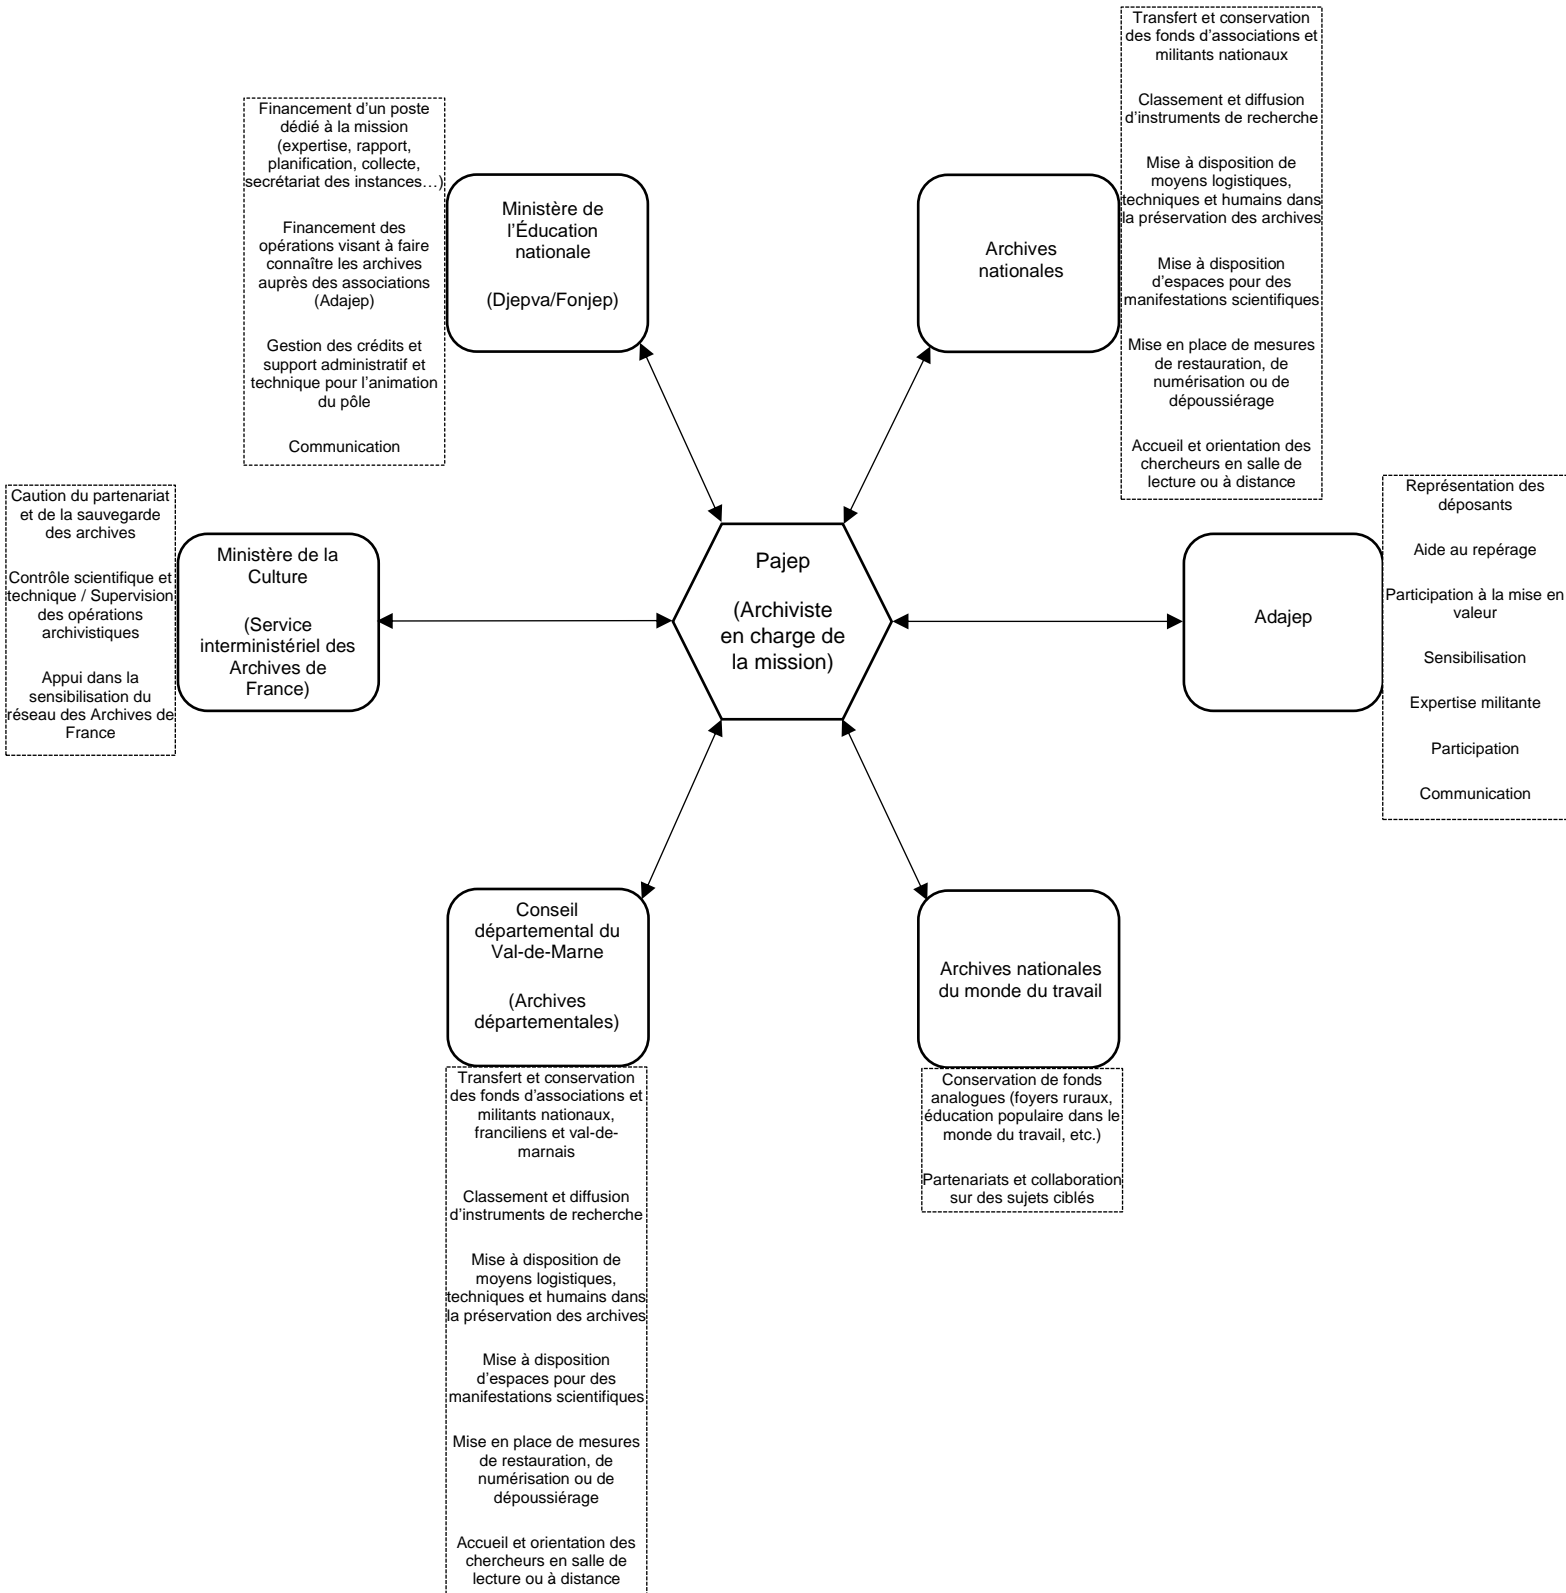 Transfert et conservation
des fonds d'associations et
militants nationaux
Classement et diffusion
d'instruments de recherche
Mise à disposition de
moyens logistiques,
techniques et humains dans
la préservation des archives
Mise à disposition
d'espaces pour des
manifestations scientifiques
Mise en place de mesures
de restauration, de
numérisation ou de
dépoussiérage
Accueil et orientation des
chercheurs en salle de
lecture ou à distance
Archives
nationales
Financement d'un poste
dédié à la mission
(expertise, rapport,
planification, collecte,
secrétariat des instances…)
Financement des
opérations visant à faire
connaître les archives
auprès des associations
(Adajep)
Gestion des crédits et
support administratif et
technique pour l'animation
du pôle
Communication
Ministère de
l'Éducation
nationale
(Djepva/Fonjep)
Caution du partenariat
et de la sauvegarde
des archives
Contrôle scientifique et
technique / Supervision
des opérations
archivistiques
Appui dans la
sensibilisation du
réseau des Archives de
France
Ministère de la
Culture
(Service
interministériel des
Archives de
France)
Pajep
(Archiviste
en charge de
la mission)
Adajep
Représentation des
déposants
Aide au repérage
Participation à la mise en
valeur
Sensibilisation
Expertise militante
Participation
Communication
Conseil
départemental du
Val-de-Marne
(Archives
départementales)
Transfert et conservation
des fonds d'associations et
militants nationaux,
franciliens et val-de-
marnais
Classement et diffusion
d'instruments de recherche
Mise à disposition de
moyens logistiques,
techniques et humains dans
la préservation des archives
Mise à disposition
d'espaces pour des
manifestations scientifiques
Mise en place de mesures
de restauration, de
numérisation ou de
dépoussiérage
Accueil et orientation des
chercheurs en salle de
lecture ou à distance
Archives nationales
du monde du travail
Conservation de fonds
analogues (foyers ruraux,
éducation populaire dans le
monde du travail, etc.)
Partenariats et collaboration
sur des sujets ciblés